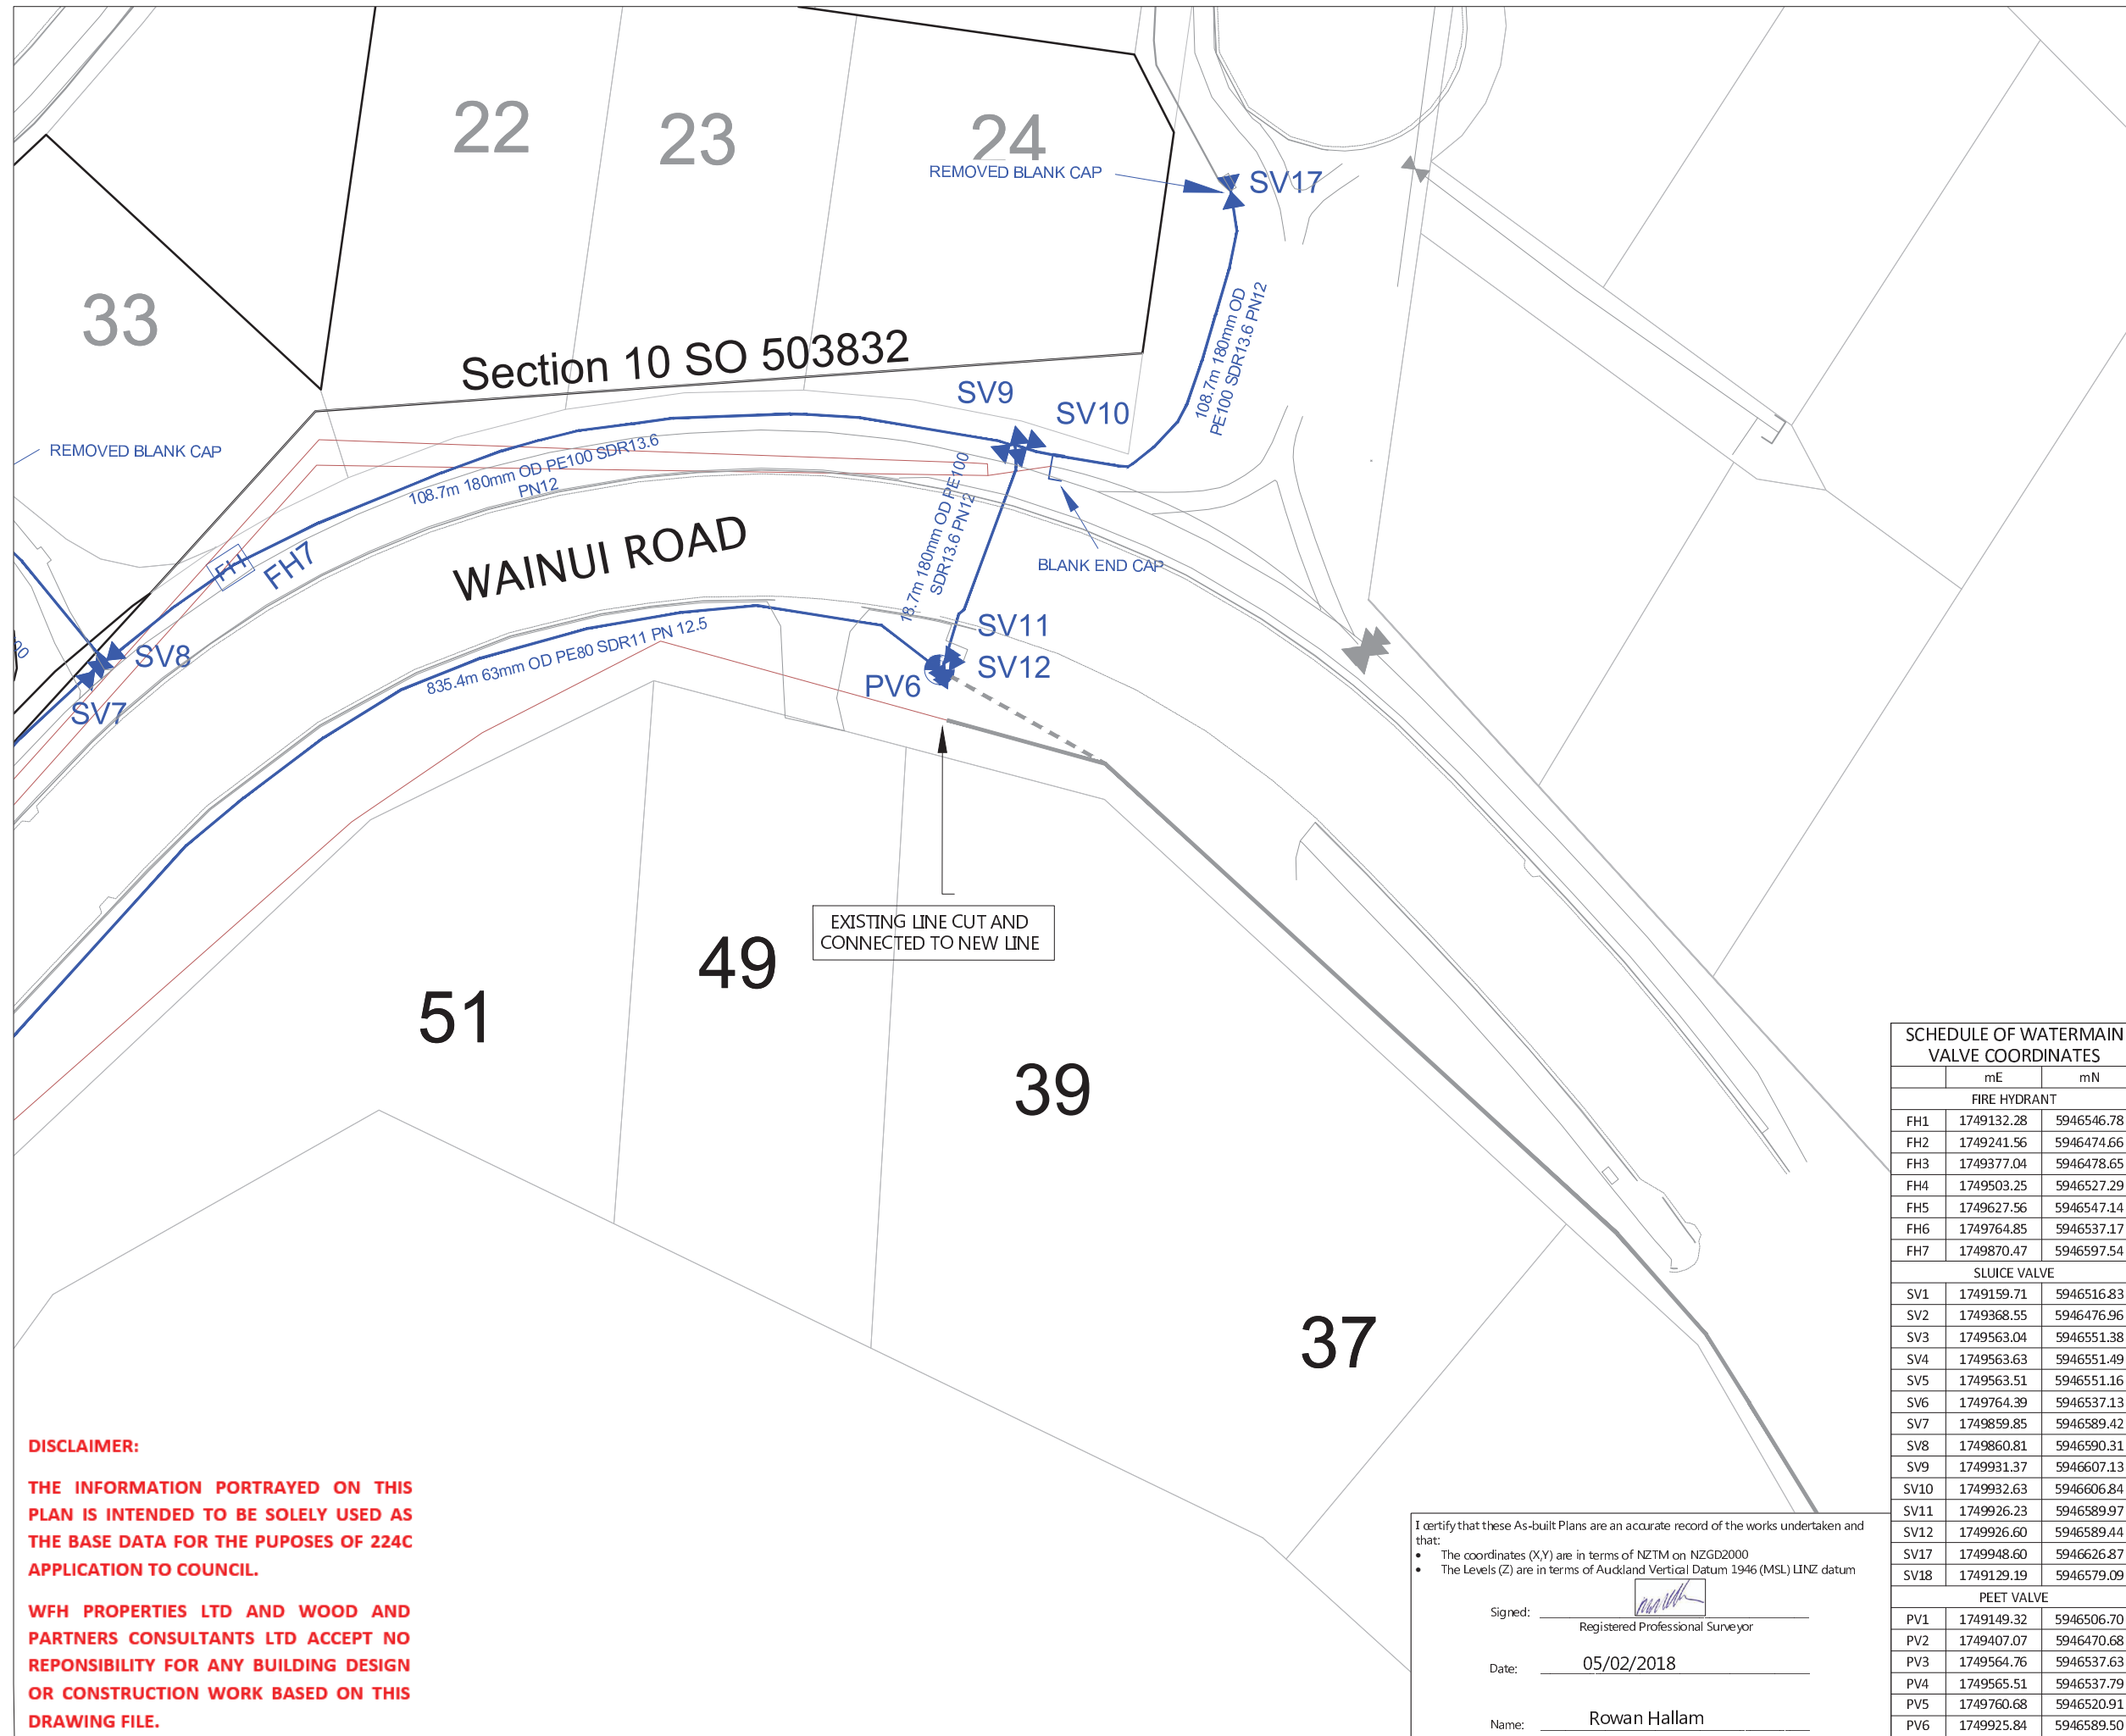 22
23
24
REMOVED BLANK CAP
SV17
33
108.7m 180mm OD
PE100 SDR13.6 PN12
Section 10 SO 503832
SV9
SV10
REMOVED BLANK CAP
108.7m 180mm OD PE100 SDR13.6
PN12
18.7m 180mm OD PE100
SDR13.6 PN12
WAINUI ROAD
BLANK END CAP
FH
FH7
SV11
SV8
835.4m 63mm OD PE80 SDR11 PN 12.5
SV12
PV6
SV7
EXISTING LINE CUT AND
CONNECTED TO NEW LINE
49
51
39
37
SCHEDULE OF WATERMAIN
VALVE COORDINATES
mE mN
FIRE HYDRANT
FH1 1749132.28 5946546.78
FH2 1749241.56 5946474.66
FH3 1749377.04 5946478.65
FH4 1749503.25 5946527.29
FH5 1749627.56 5946547.14
FH6 1749764.85 5946537.17
FH7 1749870.47 5946597.54
SLUICE VALVE
SV1 1749159.71 5946516.83
SV2 1749368.55 5946476.96
SV3 1749563.04 5946551.38
SV4 1749563.63 5946551.49
SV5 1749563.51 5946551.16
SV6 1749764.39 5946537.13
SV7 1749859.85 5946589.42
SV8 1749860.81 5946590.31
SV9 1749931.37 5946607.13
SV10 1749932.63 5946606.84
SV11 1749926.23 5946589.97
SV12 1749926.60 5946589.44
SV17 1749948.60 5946626.87
SV18 1749129.19 5946579.09
PEET VALVE
PV1 1749149.32 5946506.70
PV2 1749407.07 5946470.68
PV3 1749564.76 5946537.63
PV4 1749565.51 5946537.79
PV5 1749760.68 5946520.91
PV6 1749925.84 5946589.50
DISCLAIMER:
THE INFORMATION PORTRAYED ON THIS
PLAN IS INTENDED TO BE SOLELY USED AS
THE BASE DATA FOR THE PUPOSES OF 224C
APPLICATION TO COUNCIL.
WFH PROPERTIES LTD AND WOOD AND
PARTNERS CONSULTANTS LTD ACCEPT NO
REPONSIBILITY FOR ANY BUILDING DESIGN
OR CONSTRUCTION WORK BASED ON THIS
DRAWING FILE.
I certify that these As-built Plans are an accurate record of the works undertaken and
that:
• The coordinates (X,Y) are in terms of NZTM on NZGD2000
• The Levels (Z) are in terms of Auckland Vertical Datum 1946 (MSL) LINZ datum
Signed:
Registered Professional Surveyor
Date: 05/02/2018
Name: Rowan Hallam